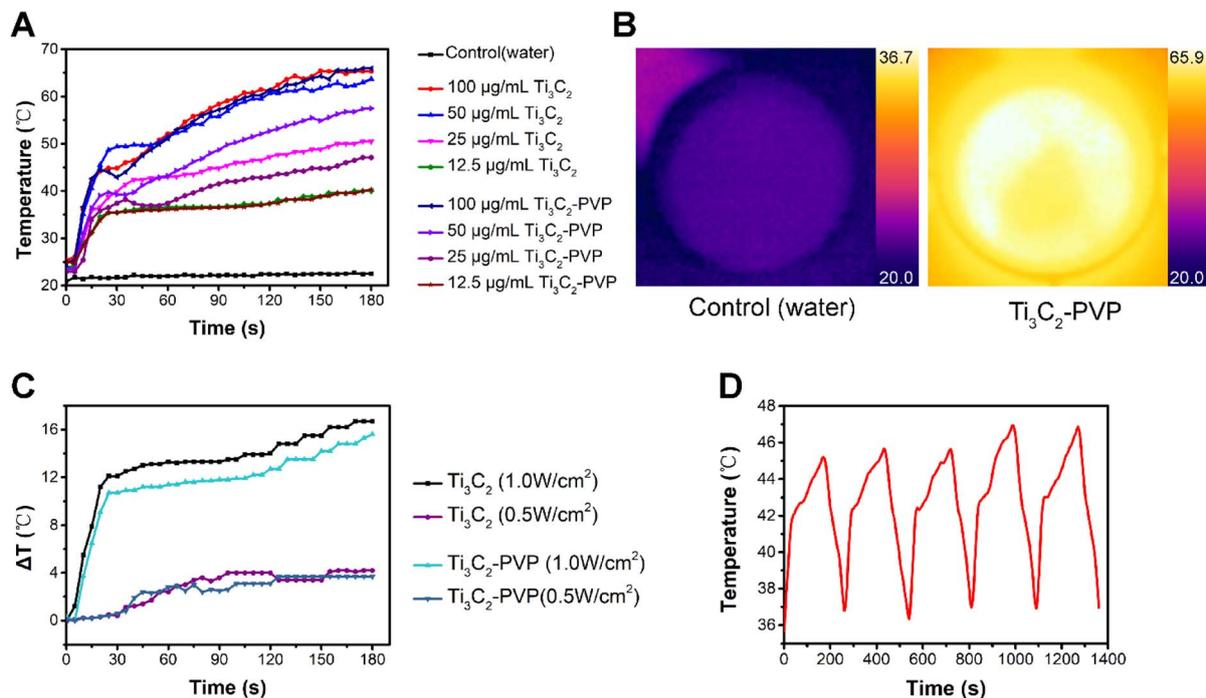 A
Temperature (℃)
70
60
50
40
30
20
0 30 60 90 120 150 180
Time (s)
Control(water)
100 µg/mL Ti₃C₂
50 µg/mL Ti₃C₂
25 µg/mL Ti₃C₂
12.5 µg/mL Ti₃C₂
100 µg/mL Ti₃C₂-PVP
50 µg/mL Ti₃C₂-PVP
25 µg/mL Ti₃C₂-PVP
12.5 µg/mL Ti₃C₂-PVP
B
36.7
20.0
Control (water)
65.9
20.0
Ti₃C₂-PVP
C
ΔT (℃)
16
12
8
4
0
0 30 60 90 120 150 180
Time (s)
Ti₃C₂ (1.0W/cm²)
Ti₃C₂ (0.5W/cm²)
Ti₃C₂-PVP (1.0W/cm²)
Ti₃C₂-PVP(0.5W/cm²)
D
Temperature (℃)
48
46
44
42
40
38
36
0 200 400 600 800 1000 1200 1400
Time (s)